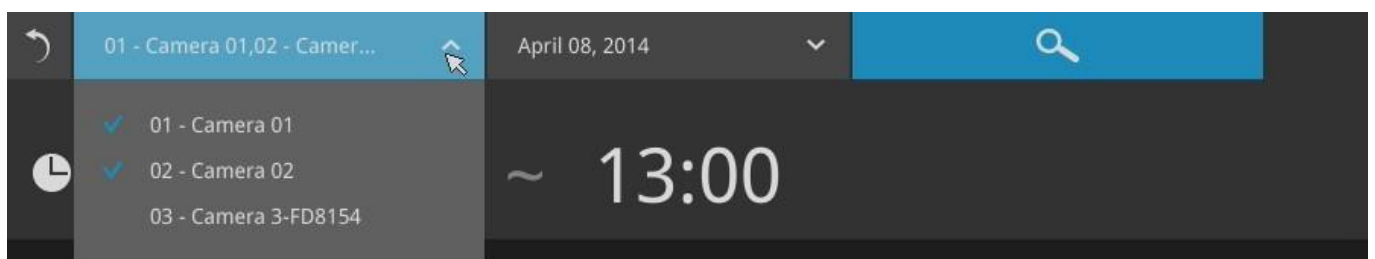 01 - Camera 01,02 - Camer...
April 08, 2014
01 - Camera 01
02 - Camera 02
03 - Camera 3-FD8154
~ 13:00